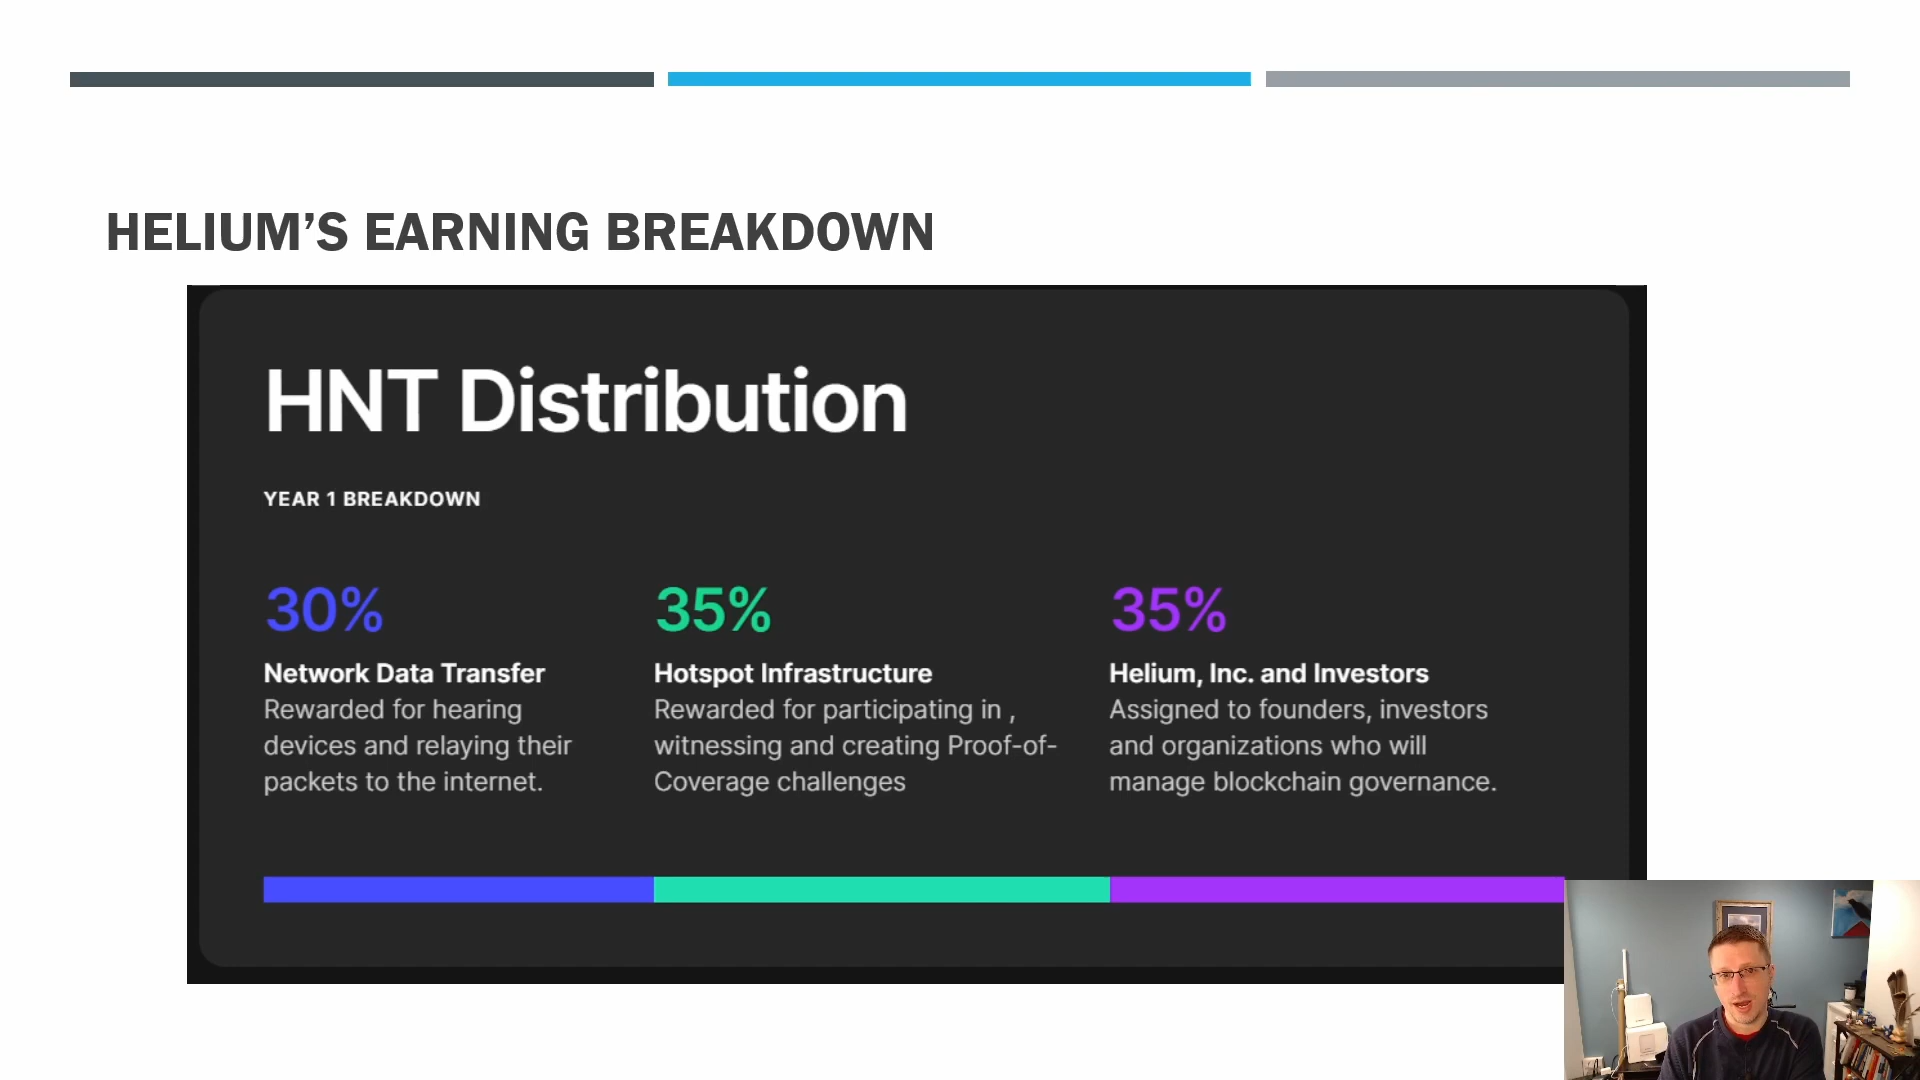 HELIUM’S EARNING BREAKDOWN
HNT Distribution
YEAR 1 BREAKDOWN
30%
Network Data Transfer
Rewarded for hearing
devices and relaying their
packets to the internet.
35%
Hotspot Infrastructure
Rewarded for participating in ,
witnessing and creating Proof-of-
Coverage challenges
35%
Helium, Inc. and Investors
Assigned to founders, investors
and organizations who will
manage blockchain governance.